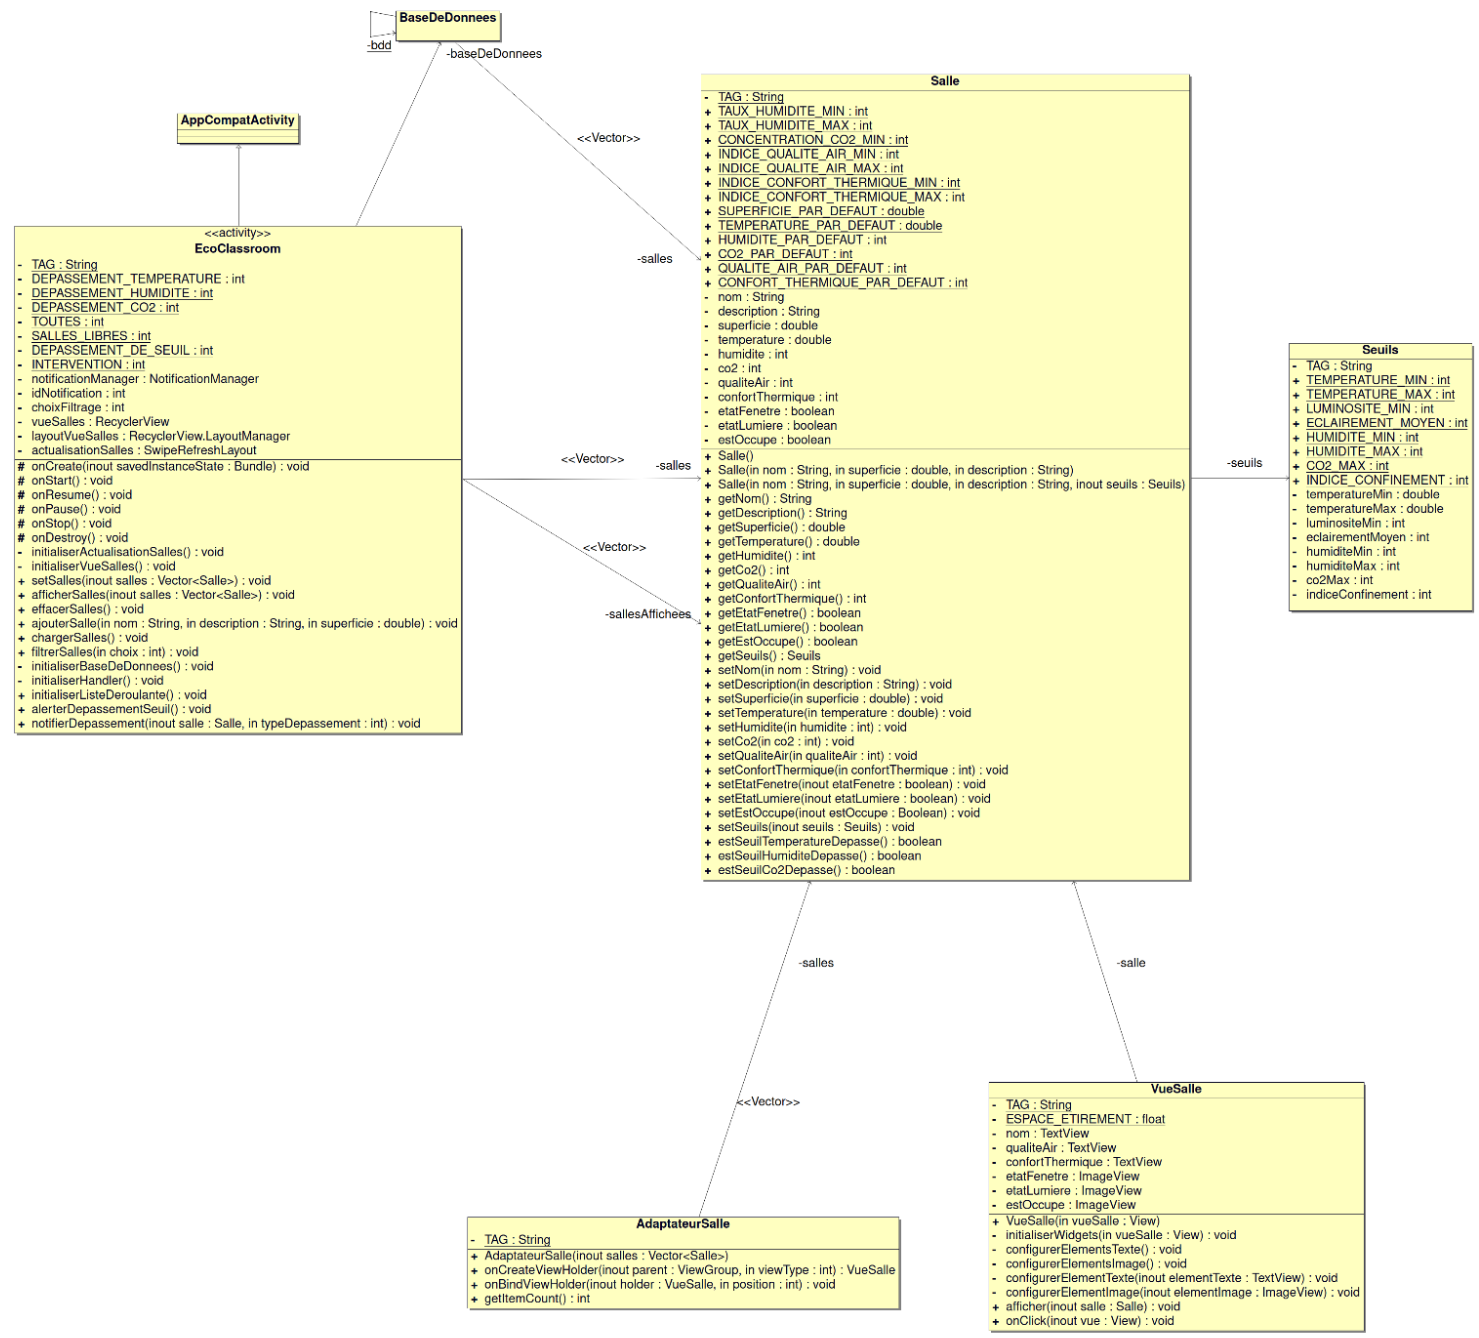 BaseDeDonnees
-bdd
-baseDeDonnees
<<Vector>>
-salles
AppCompatActivity
<<activity>>
EcoClassroom
- TAG : String
- DEPASSEMENT_TEMPERATURE : int
- DEPASSEMENT_HUMIDITE : int
- DEPASSEMENT_CO2 : int
- TOUTES : int
- SALLES_LIBRES : int
- DEPASSEMENT_DE_SEUIL : int
- INTERVENTION : int
- notificationManager : NotificationManager
- idNotification : int
- choixFiltrage : int
- vueSalles : RecyclerView
- layoutVueSalles : RecyclerView.LayoutManager
- actualisationSalles : SwipeRefreshLayout
# onCreate(inout savedInstanceState : Bundle) : void
# onStart() : void
# onResume() : void
# onPause() : void
# onStop() : void
# onDestroy() : void
- initialiserActualisationSalles() : void
- initialiserVueSalles() : void
+ setSalles(inout salles : Vector<Salle>) : void
+ afficherSalles(inout salles : Vector<Salle>) : void
+ effacerSalles() : void
+ ajouterSalle(in nom : String, in description : String, in superficie : double) : void
+ chargerSalles() : void
+ filtrerSalles(in choix : int) : void
- initialiserBaseDeDonnees() : void
- initialiserHandler() : void
+ initialiserListeDeroulante() : void
+ alerterDepassementSeuil() : void
+ notifierDepassement(inout salle : Salle, in typeDepassement : int) : void
<<Vector>>
-salles
<<Vector>>
-sallesAffichees
Salle
- TAG : String
+ TAUX_HUMIDITE_MIN : int
+ TAUX_HUMIDITE_MAX : int
+ CONCENTRATION_CO2_MIN : int
+ INDICE_QUALITE_AIR_MIN : int
+ INDICE_QUALITE_AIR_MAX : int
+ INDICE_CONFORT_THERMIQUE_MIN : int
+ INDICE_CONFORT_THERMIQUE_MAX : int
+ SUPERFICIE_PAR_DEFAUT : double
+ TEMPERATURE_PAR_DEFAUT : double
+ HUMIDITE_PAR_DEFAUT : int
+ CO2_PAR_DEFAUT : int
+ QUALITE_AIR_PAR_DEFAUT : int
+ CONFORT_THERMIQUE_PAR_DEFAUT : int
- nom : String
- description : String
- superficie : double
- temperature : double
- humidite : int
- co2 : int
- qualiteAir : int
- confortThermique : int
- etatFenetre : boolean
- etatLumiere : boolean
- estOccupe : boolean
+ Salle()
+ Salle(in nom : String, in superficie : double, in description : String)
+ Salle(in nom : String, in superficie : double, in description : String, inout seuils : Seuils)
+ getNom() : String
+ getDescription() : String
+ getSuperficie() : double
+ getTemperature() : double
+ getHumidite() : int
+ getCo2() : int
+ getQualiteAir() : int
+ getConfortThermique() : int
+ getEtatFenetre() : boolean
+ getEtatLumiere() : boolean
+ getEstOccupe() : boolean
+ getSeuils() : Seuils
+ setNom(in nom : String) : void
+ setDescription(in description : String) : void
+ setSuperficie(in superficie : double) : void
+ setTemperature(in temperature : double) : void
+ setHumidite(in humidite : int) : void
+ setCo2(in co2 : int) : void
+ setQualiteAir(in qualiteAir : int) : void
+ setConfortThermique(in confortThermique : int) : void
+ setEtatFenetre(inout etatFenetre : boolean) : void
+ setEtatLumiere(inout etatLumiere : boolean) : void
+ setEstOccupe(inout estOccupe : Boolean) : void
+ setSeuils(inout seuils : Seuils) : void
+ estSeuilTemperatureDepasse() : boolean
+ estSeuilHumiditeDepasse() : boolean
+ estSeuilCo2Depasse() : boolean
-seuils
Seuils
- TAG : String
+ TEMPERATURE_MIN : int
+ TEMPERATURE_MAX : int
+ LUMINOSITE_MIN : int
+ ECLAIREMENT_MOYEN : int
+ HUMIDITE_MIN : int
+ HUMIDITE_MAX : int
+ CO2_MAX : int
+ INDICE_CONFINEMENT : int
- temperatureMin : double
- temperatureMax : double
- luminositeMin : int
- eclairementMoyen : int
- humiditeMin : int
- humiditeMax : int
- co2Max : int
- indiceConfinement : int
-salles
-salle
<<Vector>>
AdaptateurSalle
- TAG : String
+ AdaptateurSalle(inout salles : Vector<Salle>)
+ onCreateViewHolder(inout parent : ViewGroup, in viewType : int) : VueSalle
+ onBindViewHolder(inout holder : VueSalle, in position : int) : void
+ getItemCount() : int
VueSalle
- TAG : String
- ESPACE_ETIREMENT : float
- nom : TextView
- qualiteAir : TextView
- confortThermique : TextView
- etatFenetre : ImageView
- etatLumiere : ImageView
- estOccupe : ImageView
+ VueSalle(in vueSalle : View)
- initialiserWidgets(in vueSalle : View) : void
- configurerElementsTexte() : void
- configurerElementsImage() : void
- configurerElementTexte(inout elementTexte : TextView) : void
- configurerElementImage(inout elementImage : ImageView) : void
+ afficher(inout salle : Salle) : void
+ onClick(inout vue : View) : void